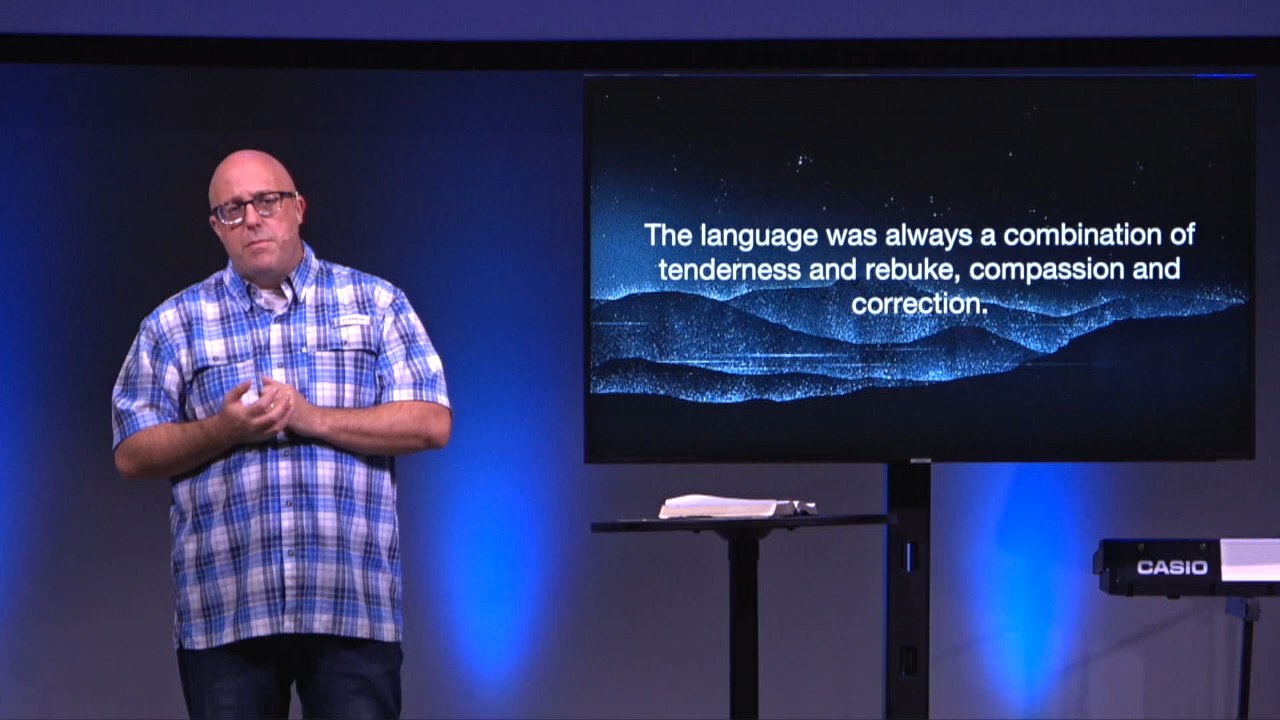 The language was always a combination of
tenderness and rebuke, compassion and
correction.
CASIO